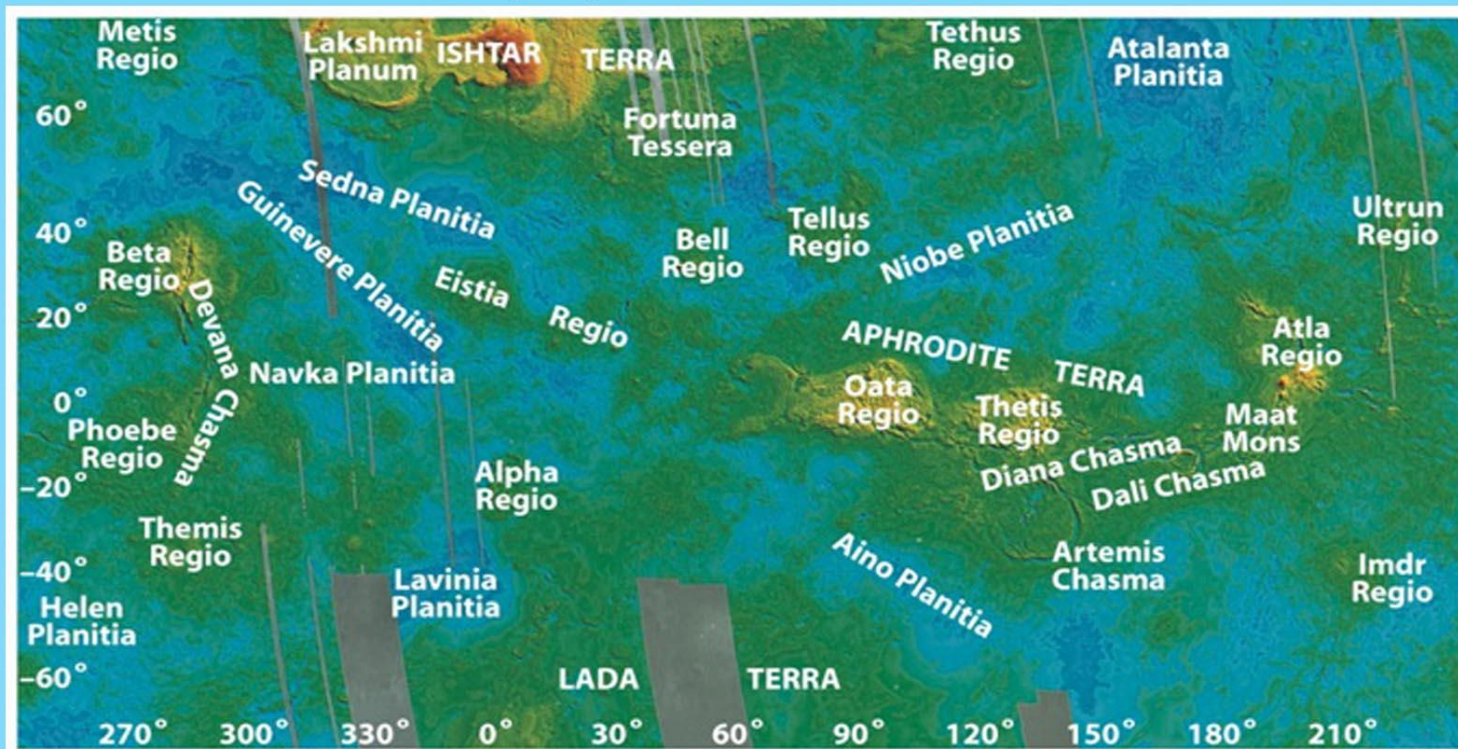 Metis
Regio
Lakshmi
Planum
ISHTAR TERRA
Tethus
Regio
Atalanta
Planitia
60°
Fortuna
Tessera
Sedna Planitia
Guinevere Planitia
40°
Beta
Regio
Bell
Regio
Tellus
Regio
Niobe Planitia
Ultrun
Regio
Devana Chasma
Eistia Regio
20°
APHRODITE TERRA
Atla
Regio
Navka Planitia
0°
Oata
Regio
Thetis
Regio
Maat
Mons
Phoebe
Regio
Diana Chasma
Dali Chasma
–20°
Alpha
Regio
Themis
Regio
Aino Planitia
Artemis
Chasma
Imdr
Regio
–40°
Lavinia
Planitia
Helen
Planitia
–60°
LADA TERRA
270° 300° 330° 0° 30° 60° 90° 120° 150° 180° 210°